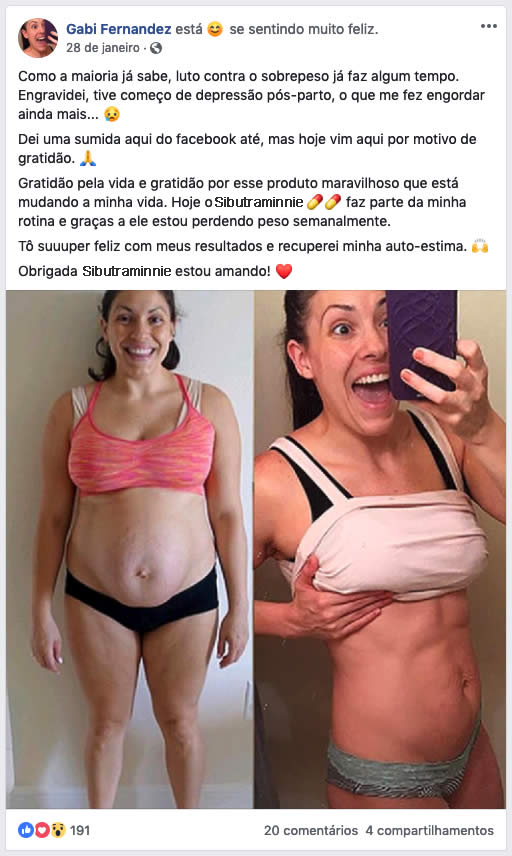 Gabi Fernandez está 😊 se sentindo muito feliz.
28 de janeiro ·
Como a maioria já sabe, luto contra o sobrepeso já faz algum tempo.
Engravidei, tive começo de depressão pós-parto, o que me fez engordar
ainda mais... 😥
Dei uma sumida aqui do facebook até, mas hoje vim aqui por motivo de
gratidão. 🙏
Gratidão pela vida e gratidão por esse produto maravilhoso que está
mudando a minha vida. Hoje o Sibutraminnie 💊💊 faz parte da minha
rotina e graças a ele estou perdendo peso semanalmente.
Tô suuuper feliz com meus resultados e recuperei minha auto-estima. 🙌
Obrigada Sibutraminnie estou amando! ♥️
191
20 comentários 4 compartilhamentos